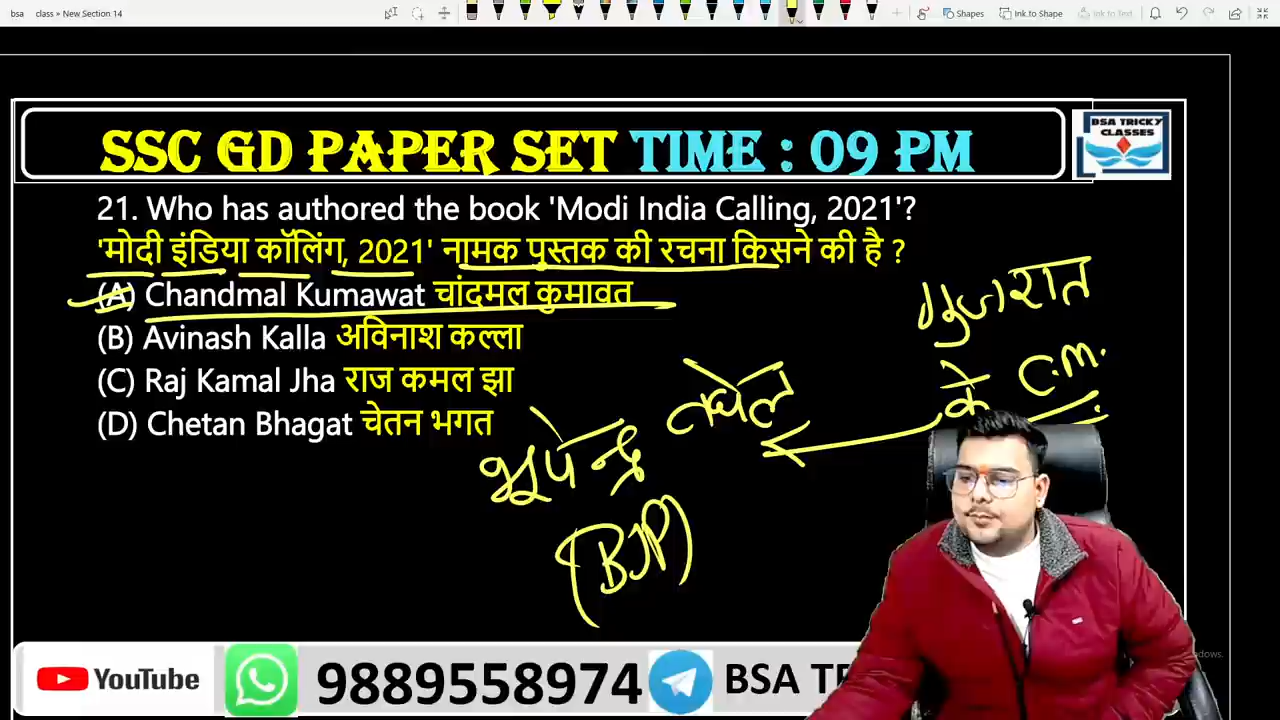 bsa class » New Section 14
Shapes Ink to Shape Ink to Text
SSC GD PAPER SET TIME : 09 PM
BSA TRICKY
CLASSES
21. Who has authored the book 'Modi India Calling, 2021'?
'मोदी इंडिया कॉलिंग, 2021' नामक पुस्तक की रचना किसने की है ?
(A) Chandmal Kumawat चांदमल कुमावत
(B) Avinash Kalla अविनाश कल्ला
(C) Raj Kamal Jha राज कमल झा
(D) Chetan Bhagat चेतन भगत
गुजरात
के C.M.
भूपेन्द्र
(BJP)
YouTube 9889558974 BSA TE